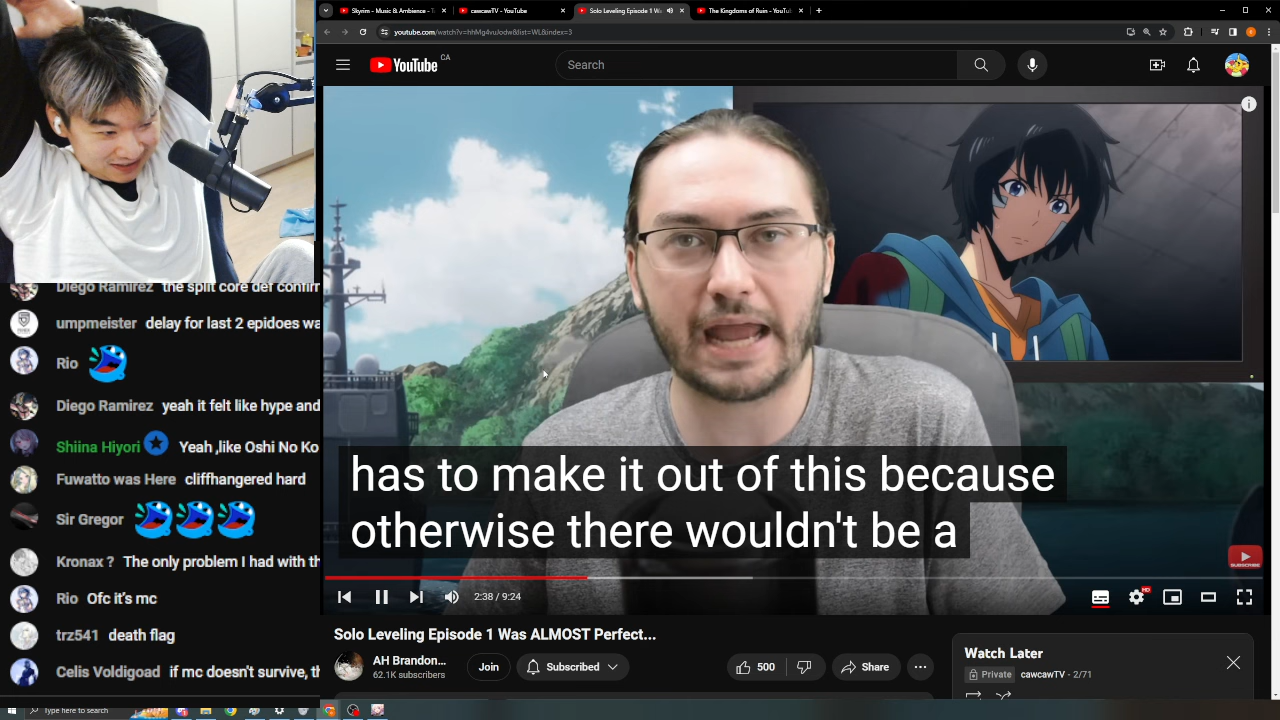 Skyrim - Music & Ambience - T
cawcawTV - YouTube
Solo Leveling Episode 1 W
The Kingdoms of Ruin - YouTub
youtube.com/watch?v=hhMg4vuJodw&list=WL&index=3
YouTube CA
Search
Diego Ramirez the split core def confirm
umpmeister delay for last 2 epidoes wa
Rio
Diego Ramirez yeah it felt like hype and
Shiina Hiyori Yeah ,like Oshi No Ko
Fuwatto was Here cliffhangered hard
Sir Gregor
Kronax ? The only problem I had with th
Rio Ofc it's mc
trz541 death flag
Celis Voldigoad if mc doesn't survive, th
has to make it out of this because
otherwise there wouldn't be a
SUBSCRIBE
2:38 / 9:24
HD
Solo Leveling Episode 1 Was ALMOST Perfect...
AH Brandon...
62.1K subscribers
Join
Subscribed
500
Share
Watch Later
Private cawcawTV - 2/71
Type here to search